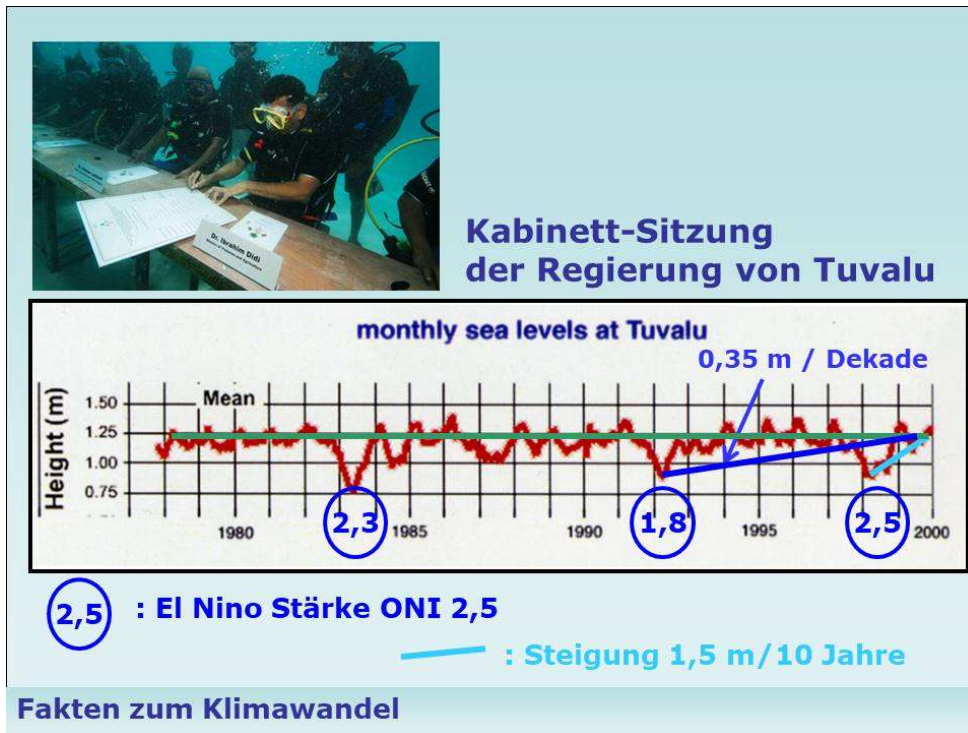 Dr. Ibrahim Didi
Kabinett-Sitzung
der Regierung von Tuvalu
monthly sea levels at Tuvalu
0,35 m / Dekade
Height (m)
Mean
1.50
1.25
1.00
0.75
2,3
1,8
2,5
1980
1985
1990
1995
2000
2,5 : El Nino Stärke ONI 2,5
: Steigung 1,5 m/10 Jahre
Fakten zum Klimawandel